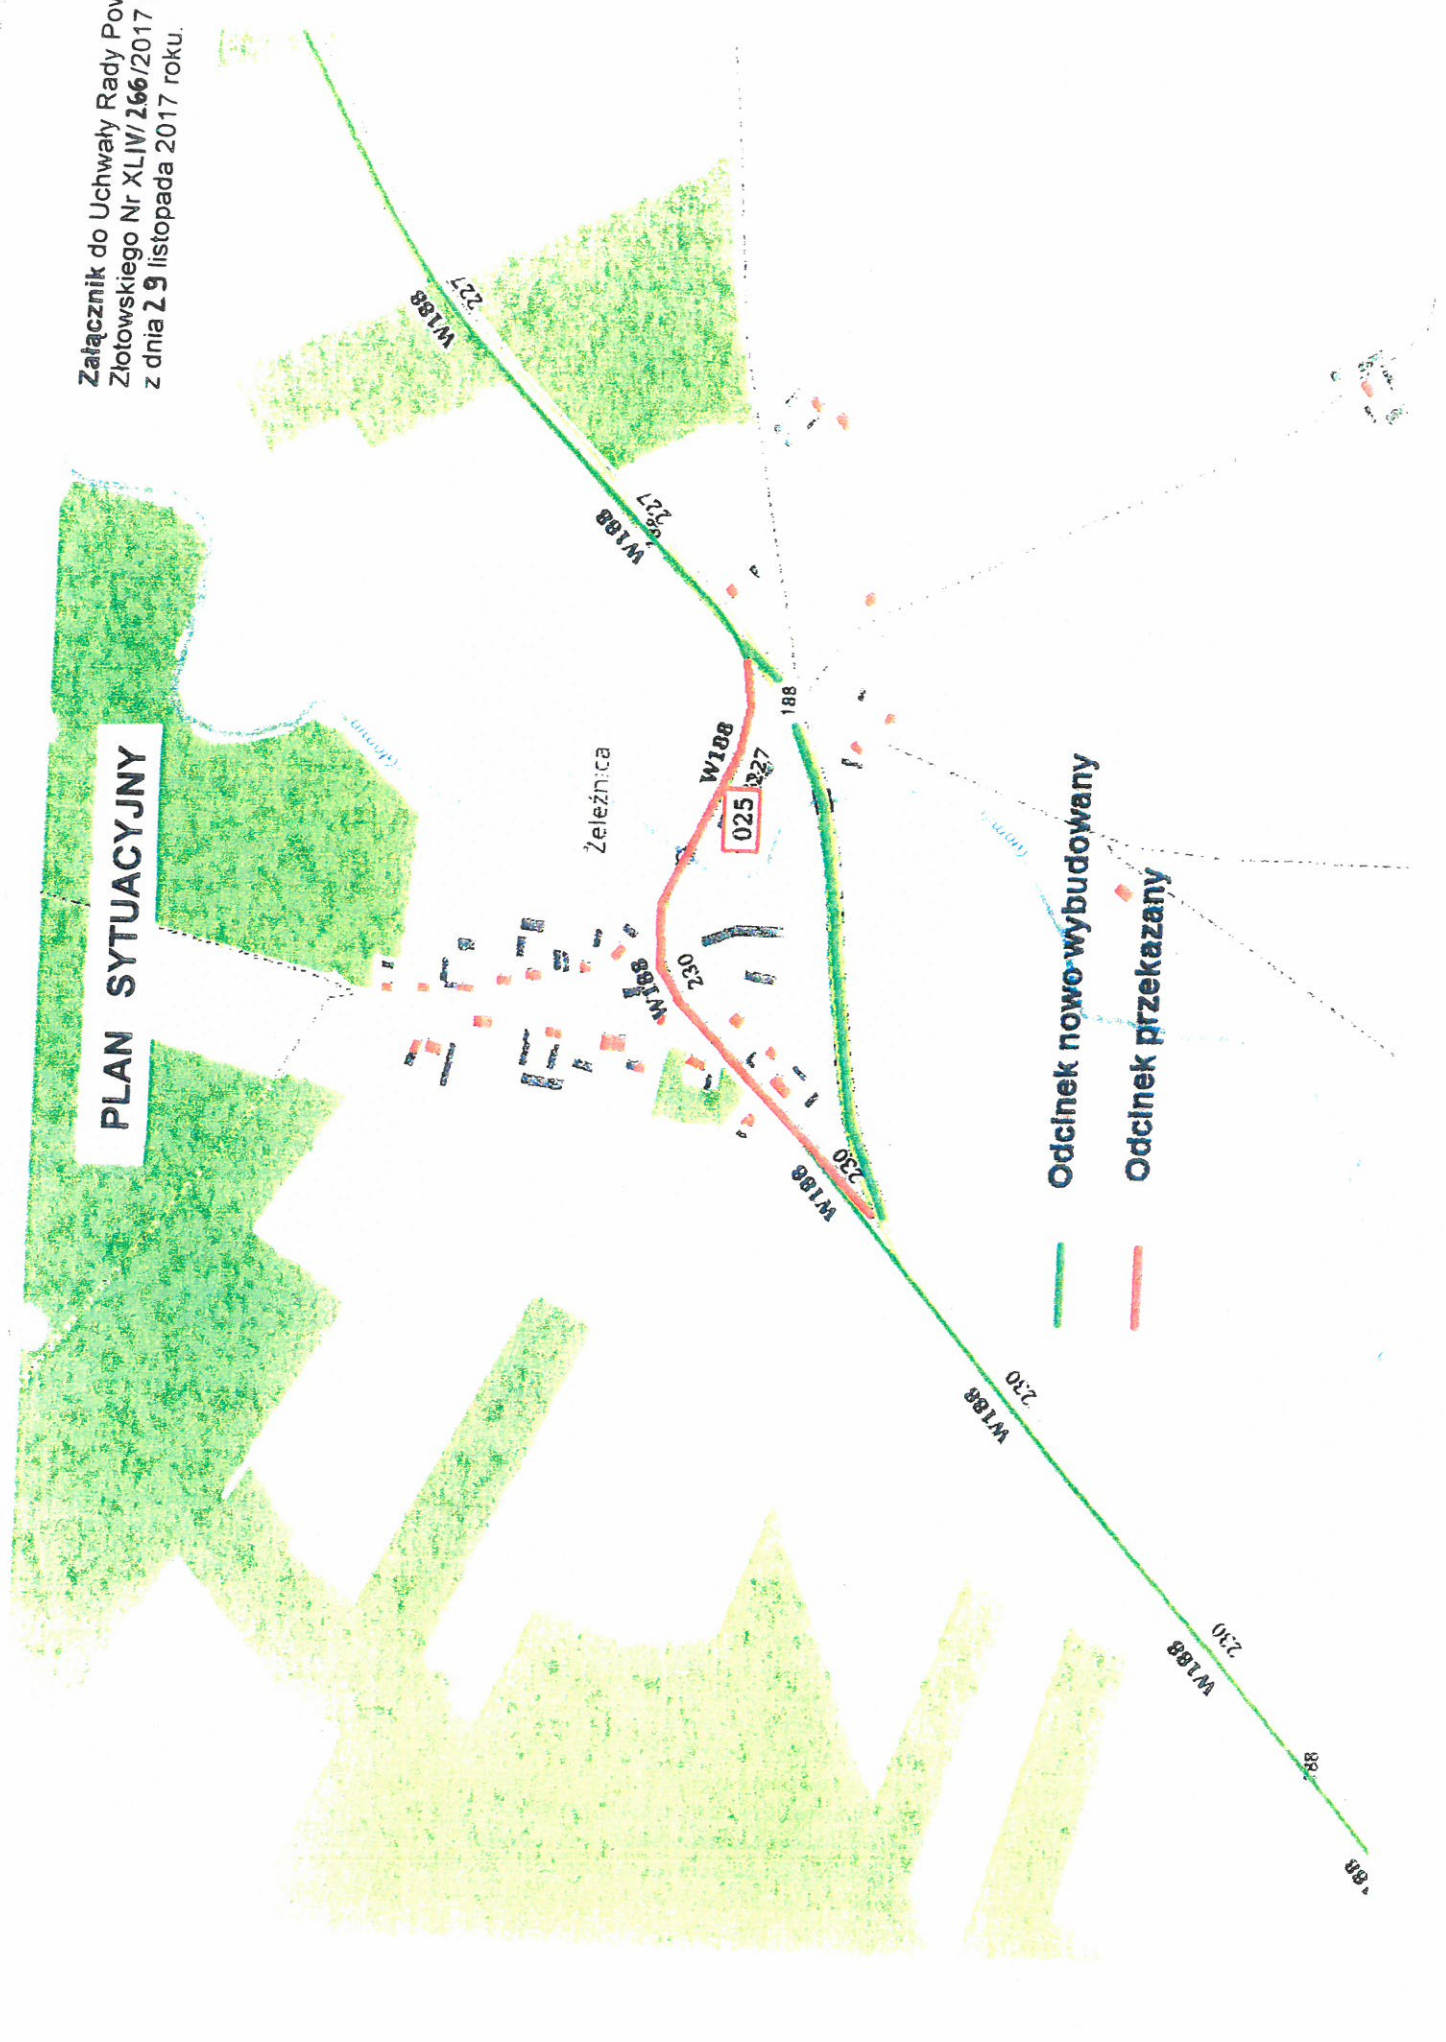 Załącznik do Uchwały Rady Pow
Złotowskiego Nr XLIV/266/2017
z dnia 29 listopada 2017 roku.
PLAN SYTUACYJNY
W188
227
W188
227
188
Żeleźnica
W188
227
025
W188
230
W188
230
W188
230
W188
230
188
Odcinek nowo wybudowany
Odcinek przekazany